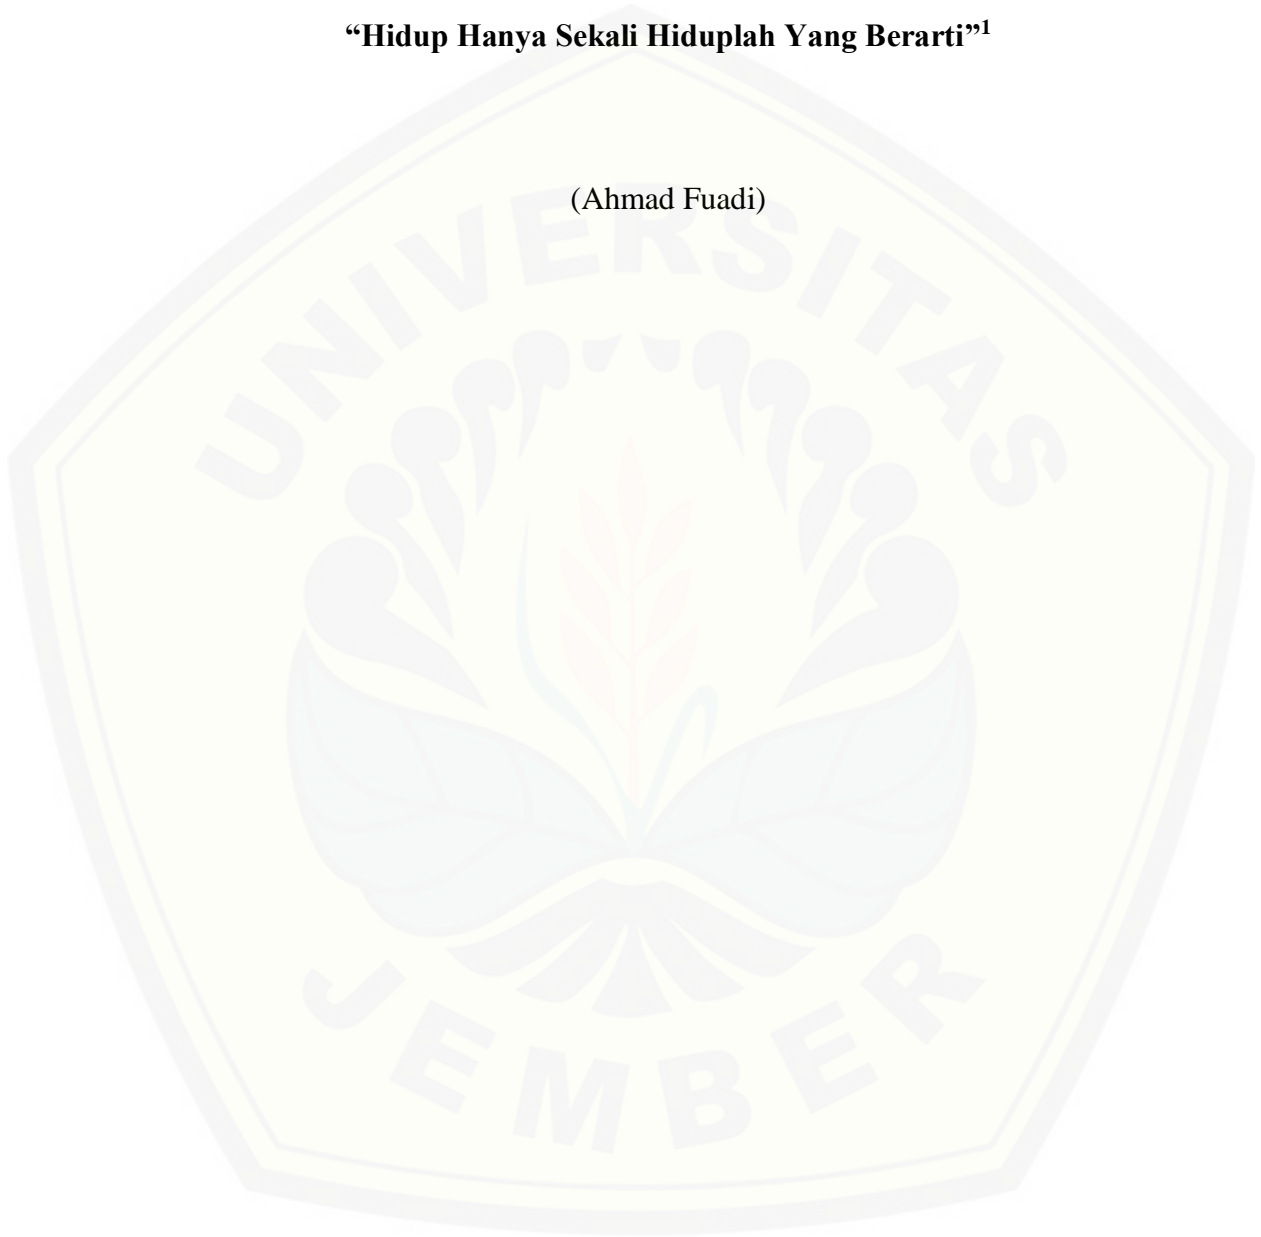 “Hidup Hanya Sekali Hiduplah Yang Berarti”¹
(Ahmad Fuadi)
UNIVERSITAS
JEMBER